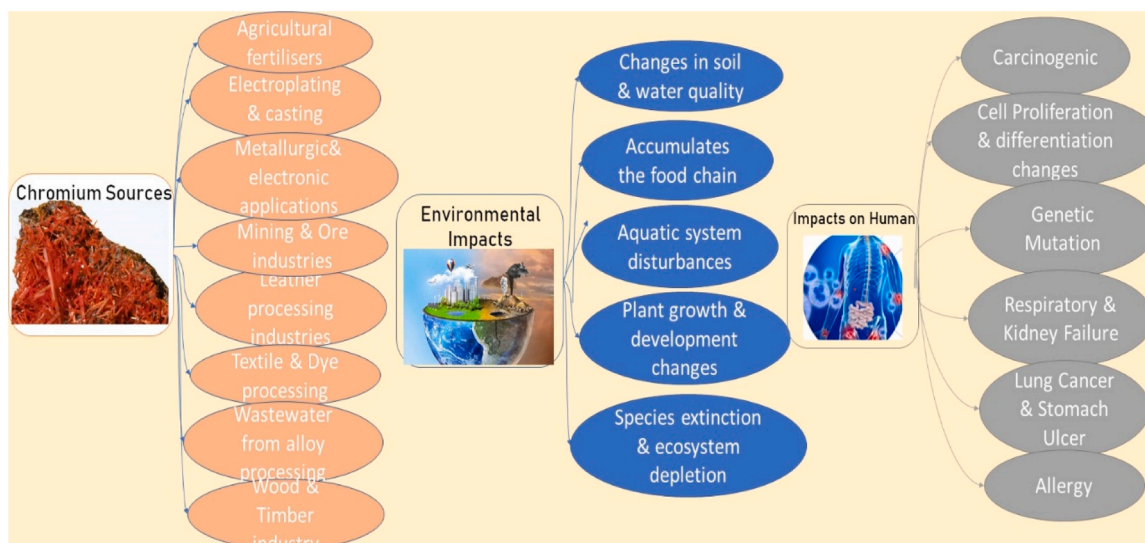 Chromium Sources
Agricultural
fertilisers
Electroplating
& casting
Metallurgic&
electronic
applications
Mining & Ore
industries
Leather
processing
industries
Textile & Dye
processing
Wastewater
from alloy
processing
Wood &
Timber
industry
Environmental
Impacts
Changes in soil
& water quality
Accumulates
the food chain
Aquatic system
disturbances
Plant growth &
development
changes
Species extinction
& ecosystem
depletion
Impacts on Human
Carcinogenic
Cell Proliferation
& differentiation
changes
Genetic
Mutation
Respiratory &
Kidney Failure
Lung Cancer
& Stomach
Ulcer
Allergy